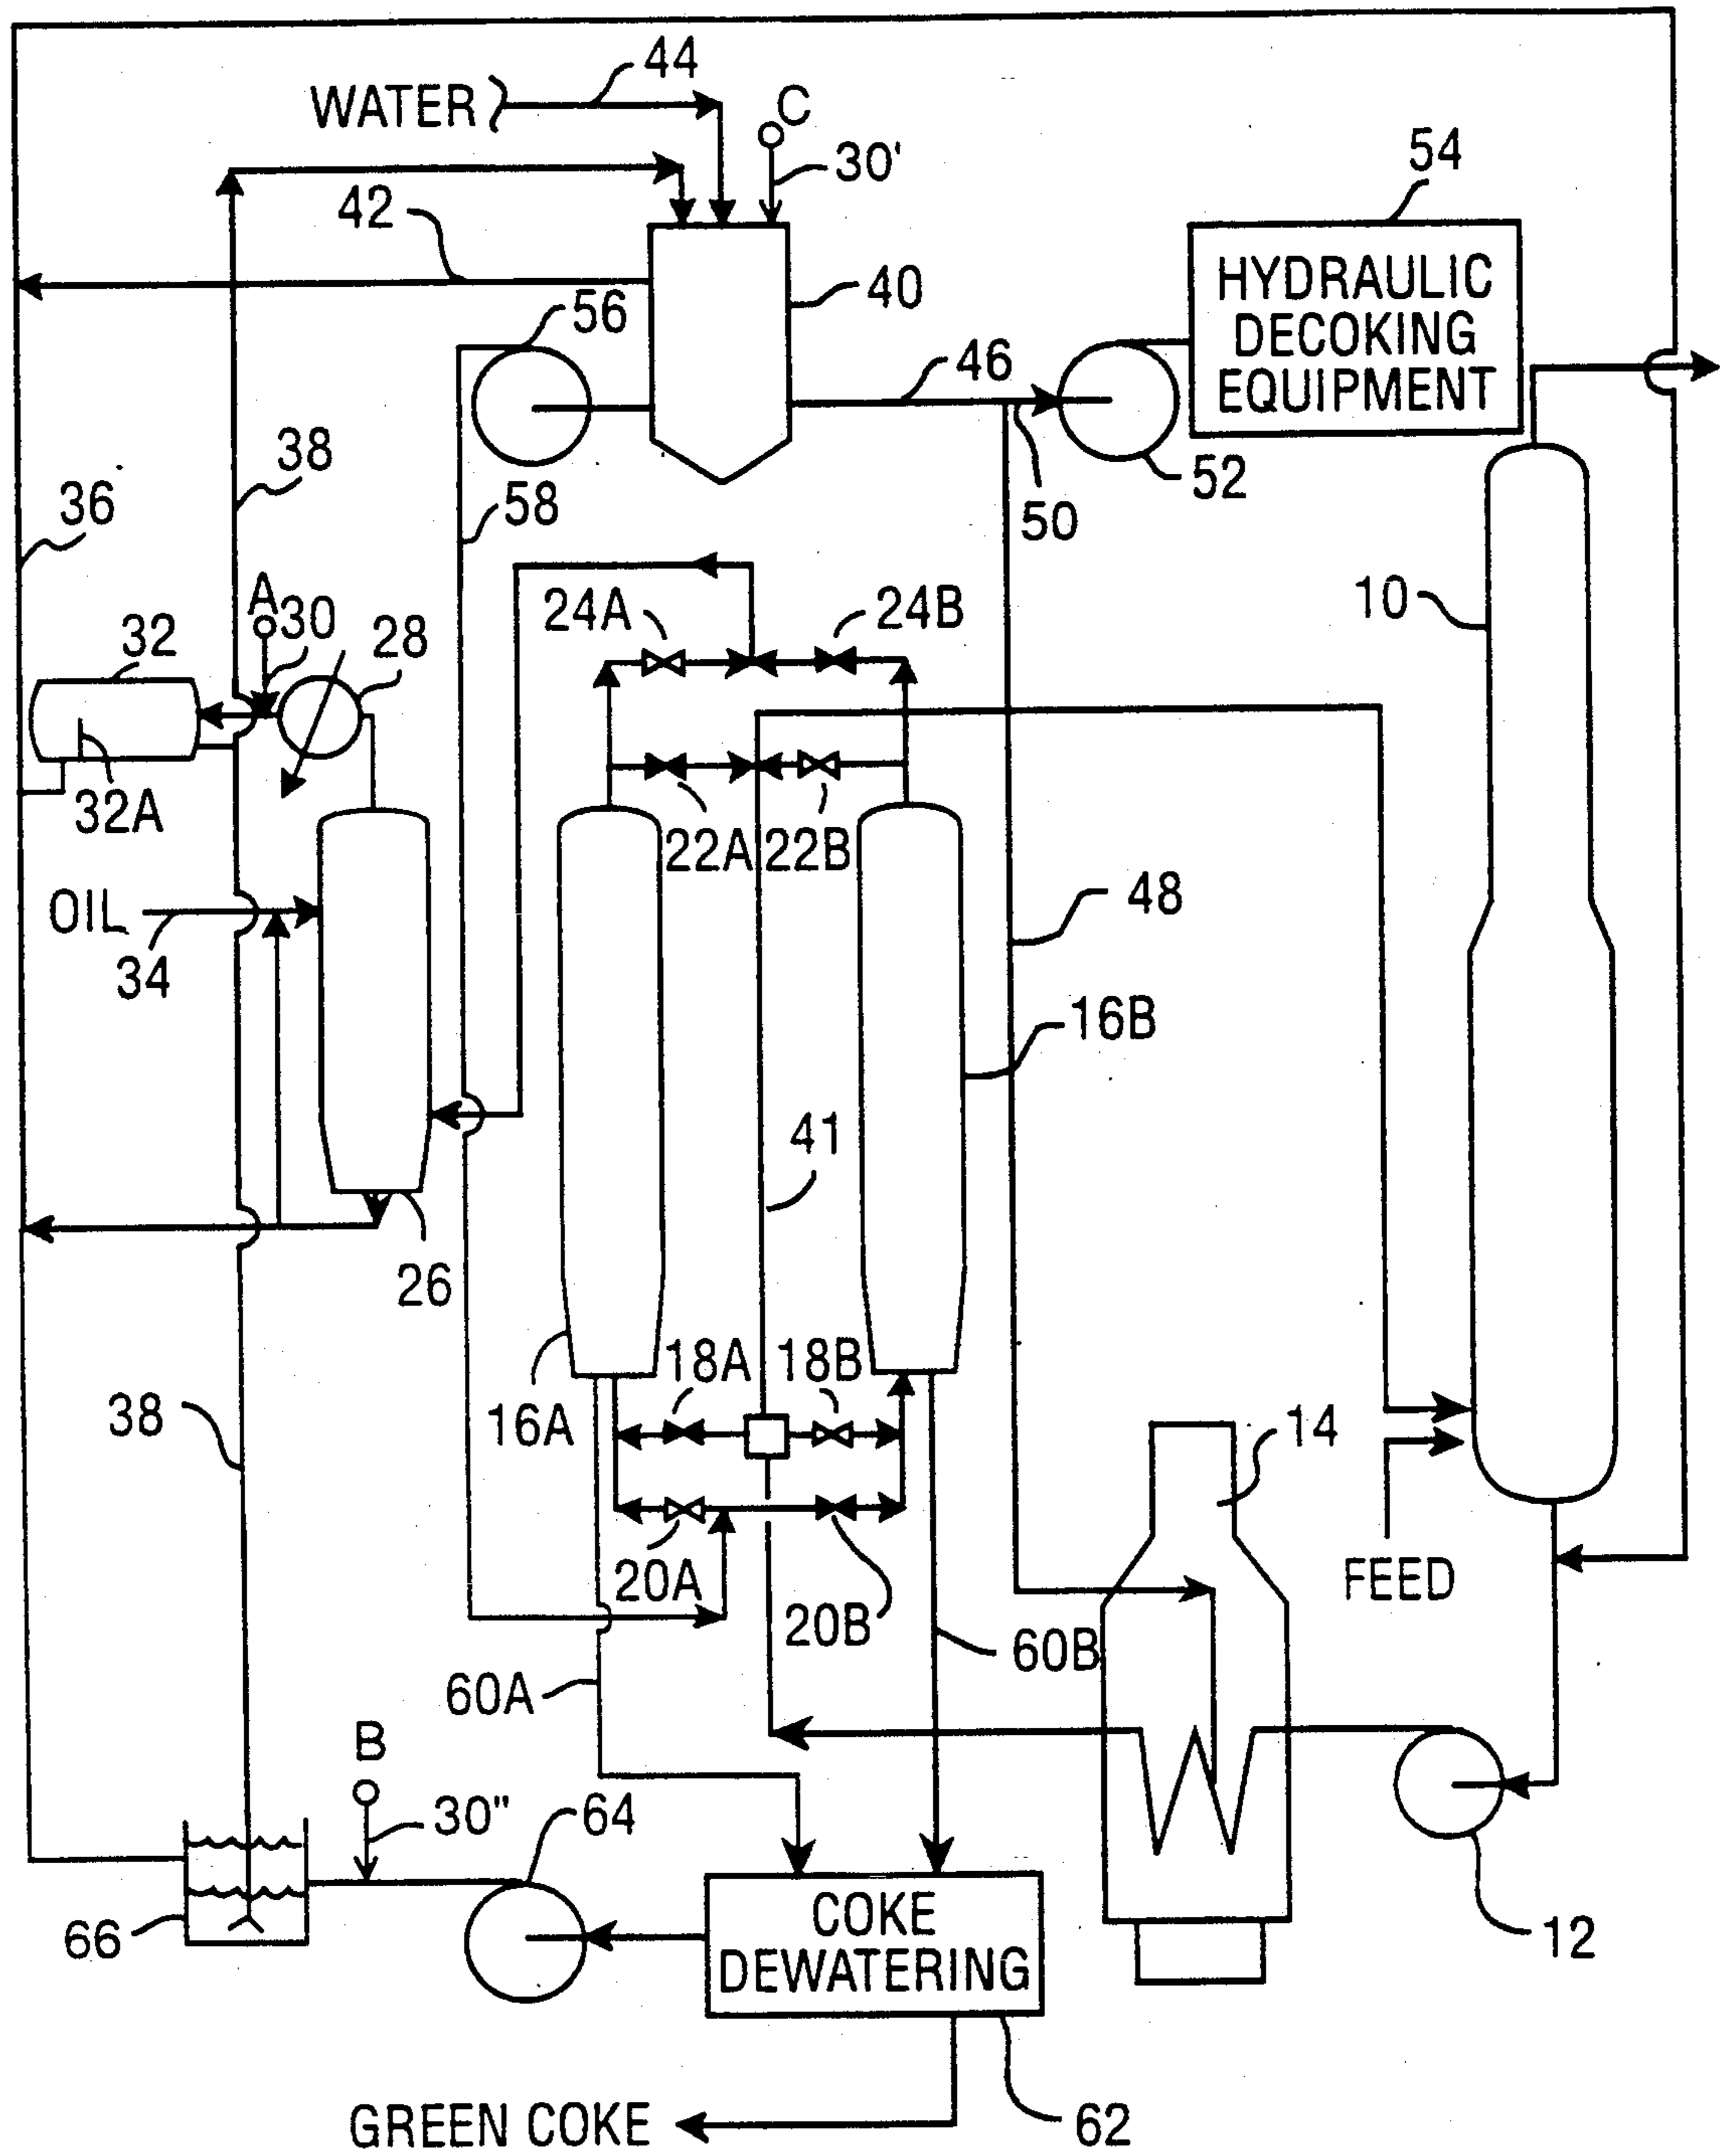 44
WATER
C
30'
54
42
HYDRAULIC
DECOKING
EQUIPMENT
40
56
46
38
52
58
50
36
A
30
24A
24B
10
32
28
32A
22A
22B
OIL
48
34
16B
41
26
18A
18B
38
16A
14
20A
FEED
20B
60B
60A
B
30"
64
COKE
DEWATERING
66
12
GREEN COKE
62